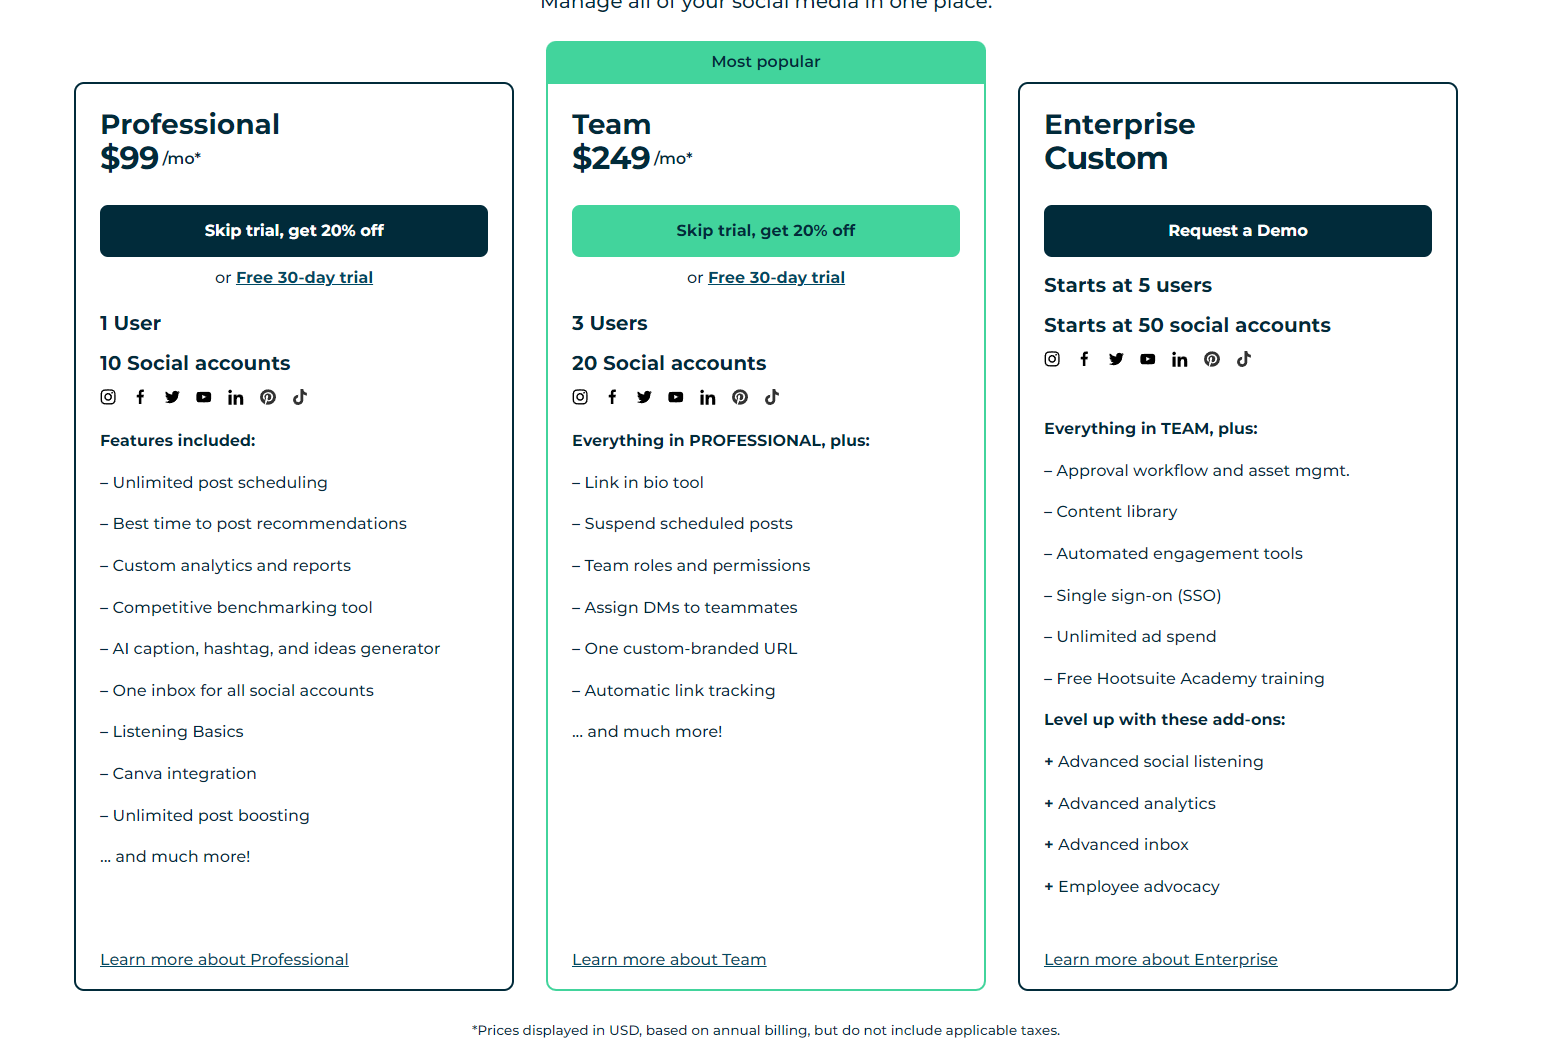 Manage all of your social media in one place.
Most popular
Professional
$99 /mo*
Skip trial, get 20% off
or Free 30-day trial
1 User
10 Social accounts
Features included:
– Unlimited post scheduling
– Best time to post recommendations
– Custom analytics and reports
– Competitive benchmarking tool
– AI caption, hashtag, and ideas generator
– One inbox for all social accounts
– Listening Basics
– Canva integration
– Unlimited post boosting
... and much more!
Learn more about Professional
Team
$249 /mo*
Skip trial, get 20% off
or Free 30-day trial
3 Users
20 Social accounts
Everything in PROFESSIONAL, plus:
– Link in bio tool
– Suspend scheduled posts
– Team roles and permissions
– Assign DMs to teammates
– One custom-branded URL
– Automatic link tracking
... and much more!
Learn more about Team
Enterprise
Custom
Request a Demo
Starts at 5 users
Starts at 50 social accounts
Everything in TEAM, plus:
– Approval workflow and asset mgmt.
– Content library
– Automated engagement tools
– Single sign-on (SSO)
– Unlimited ad spend
– Free Hootsuite Academy training
Level up with these add-ons:
+ Advanced social listening
+ Advanced analytics
+ Advanced inbox
+ Employee advocacy
Learn more about Enterprise
*Prices displayed in USD, based on annual billing, but do not include applicable taxes.